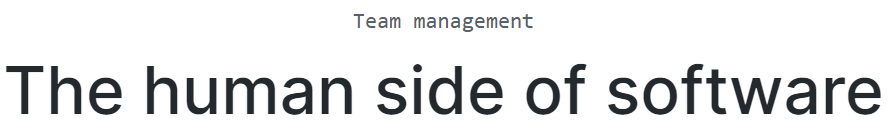 Team management
The human side of software